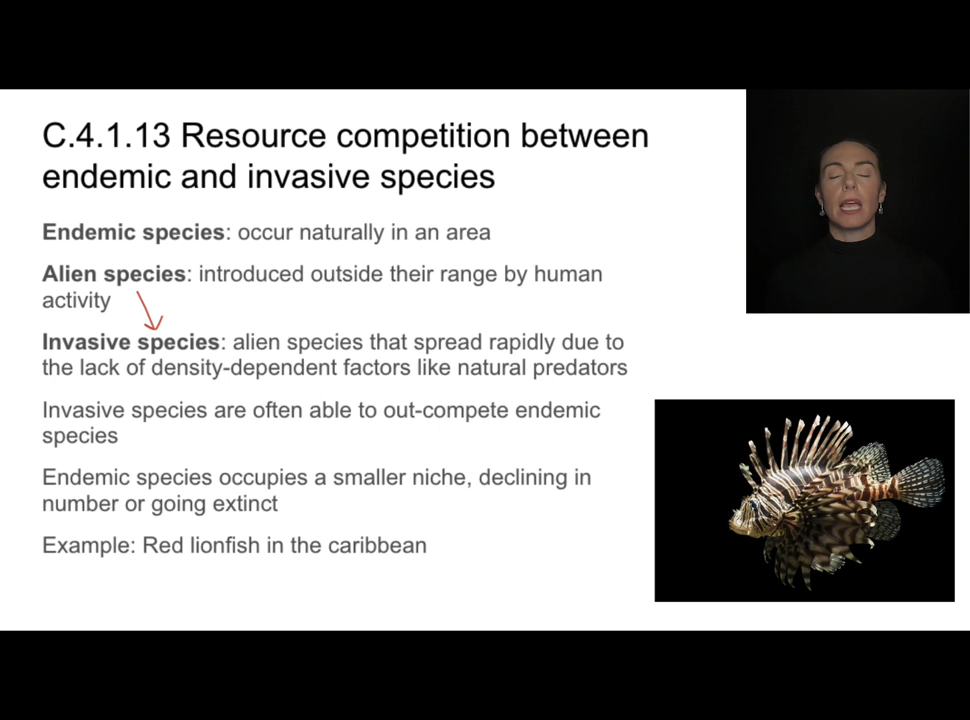 C.4.1.13 Resource competition between
endemic and invasive species
Endemic species: occur naturally in an area
Alien species: introduced outside their range by human
activity
Invasive species: alien species that spread rapidly due to
the lack of density-dependent factors like natural predators
Invasive species are often able to out-compete endemic
species
Endemic species occupies a smaller niche, declining in
number or going extinct
Example: Red lionfish in the caribbean